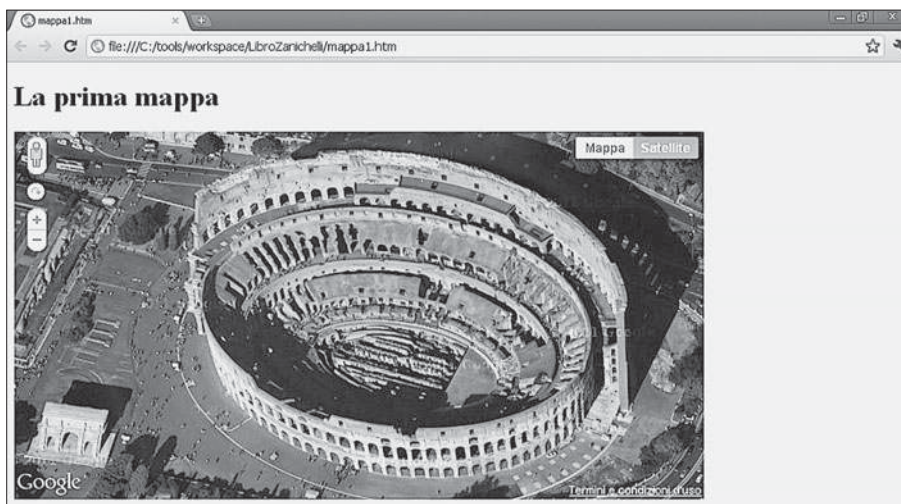 mappa1.htm
file:///C:/tools/workspace/LibroZanichelli/mappa1.htm
La prima mappa
Mappa Satellite
Google
Termini e condizioni d'uso